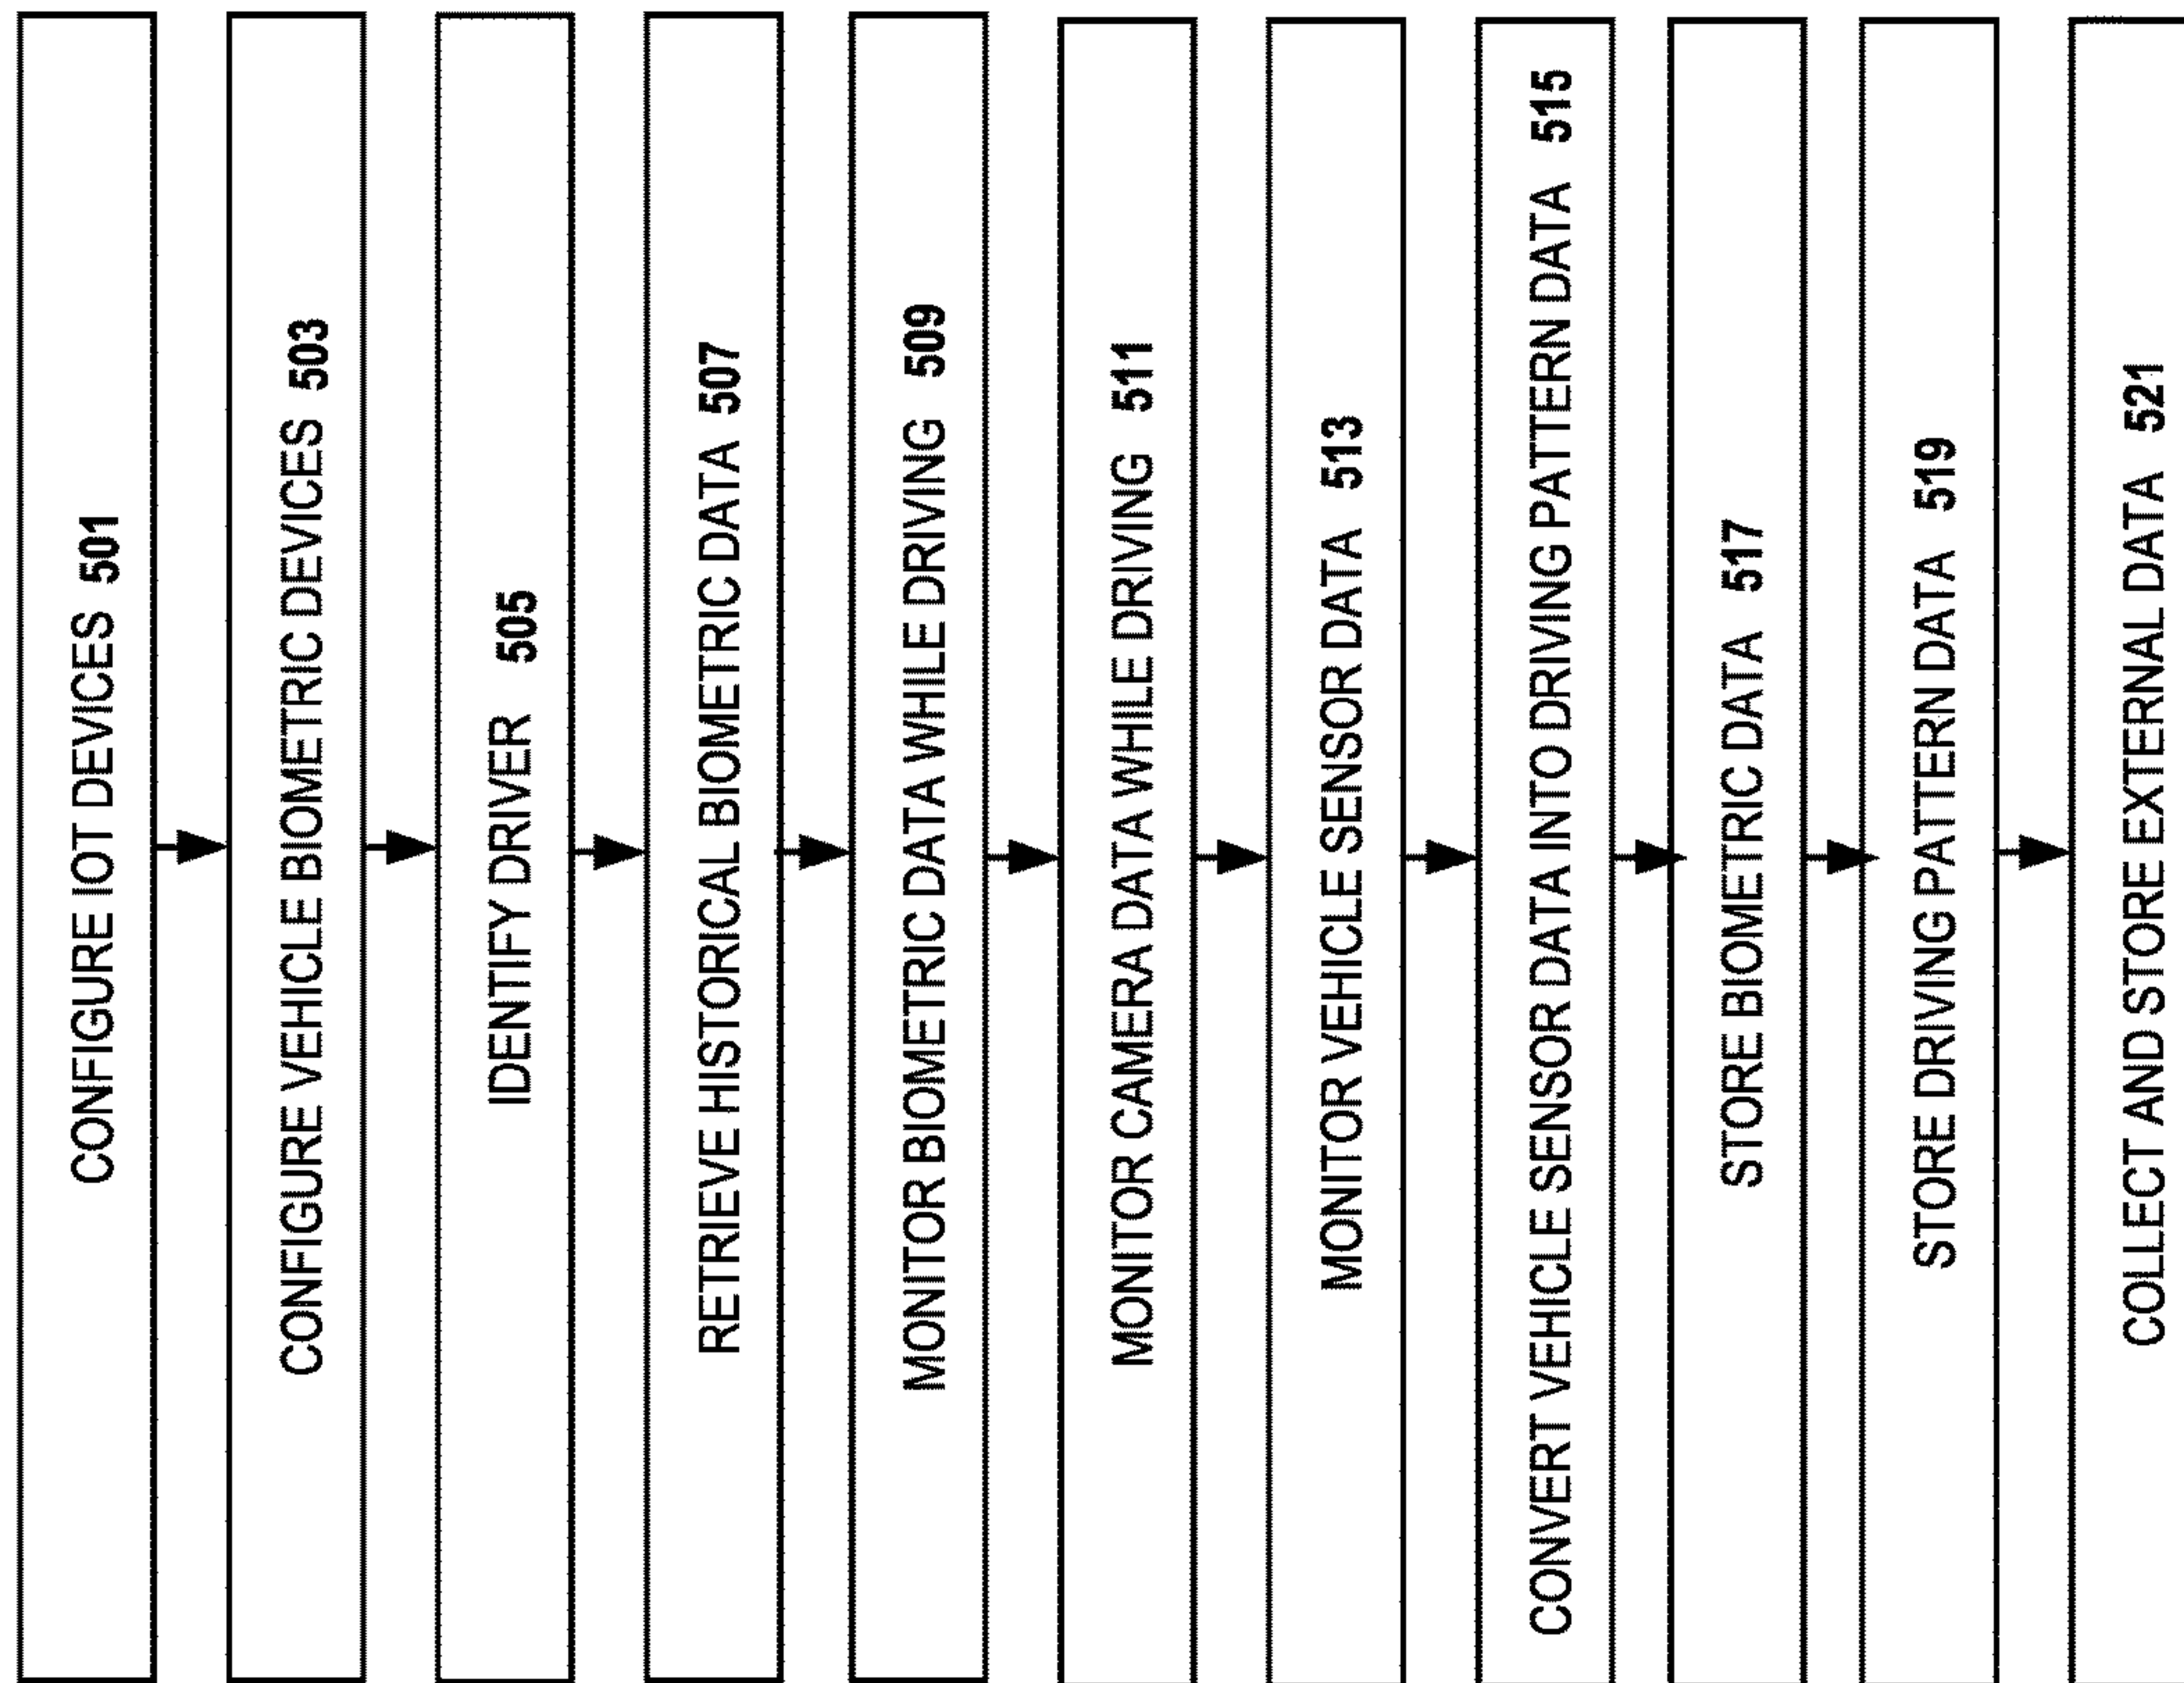 CONFIGURE IOT DEVICES 501
CONFIGURE VEHICLE BIOMETRIC DEVICES 503
IDENTIFY DRIVER 505
RETRIEVE HISTORICAL BIOMETRIC DATA 507
MONITOR BIOMETRIC DATA WHILE DRIVING 509
MONITOR CAMERA DATA WHILE DRIVING 511
MONITOR VEHICLE SENSOR DATA 513
CONVERT VEHICLE SENSOR DATA INTO DRIVING PATTERN DATA 515
STORE BIOMETRIC DATA 517
STORE DRIVING PATTERN DATA 519
COLLECT AND STORE EXTERNAL DATA 521